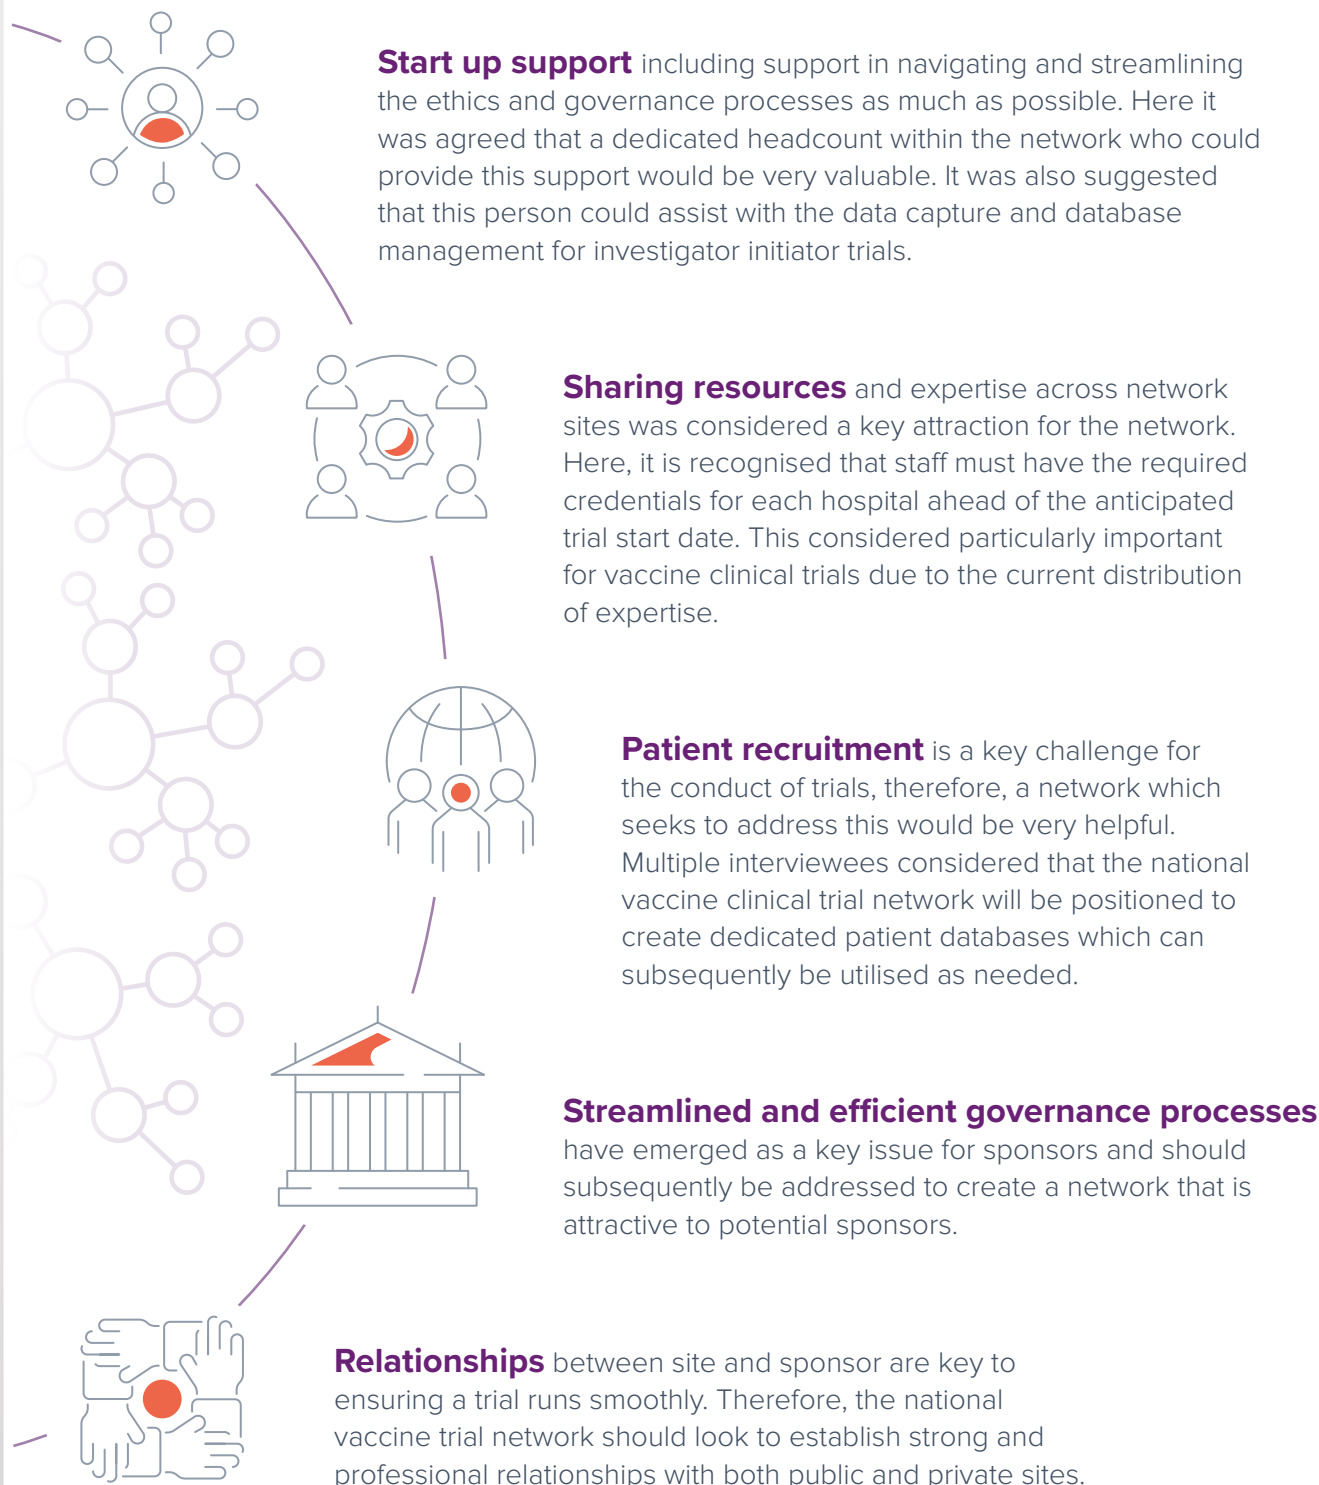 Start up support including support in navigating and streamlining
the ethics and governance processes as much as possible. Here it
was agreed that a dedicated headcount within the network who could
provide this support would be very valuable. It was also suggested
that this person could assist with the data capture and database
management for investigator initiator trials.
Sharing resources and expertise across network
sites was considered a key attraction for the network.
Here, it is recognised that staff must have the required
credentials for each hospital ahead of the anticipated
trial start date. This considered particularly important
for vaccine clinical trials due to the current distribution
of expertise.
Patient recruitment is a key challenge for
the conduct of trials, therefore, a network which
seeks to address this would be very helpful.
Multiple interviewees considered that the national
vaccine clinical trial network will be positioned to
create dedicated patient databases which can
subsequently be utilised as needed.
Streamlined and efficient governance processes
have emerged as a key issue for sponsors and should
subsequently be addressed to create a network that is
attractive to potential sponsors.
Relationships between site and sponsor are key to
ensuring a trial runs smoothly. Therefore, the national
vaccine trial network should look to establish strong and
professional relationships with both public and private sites.